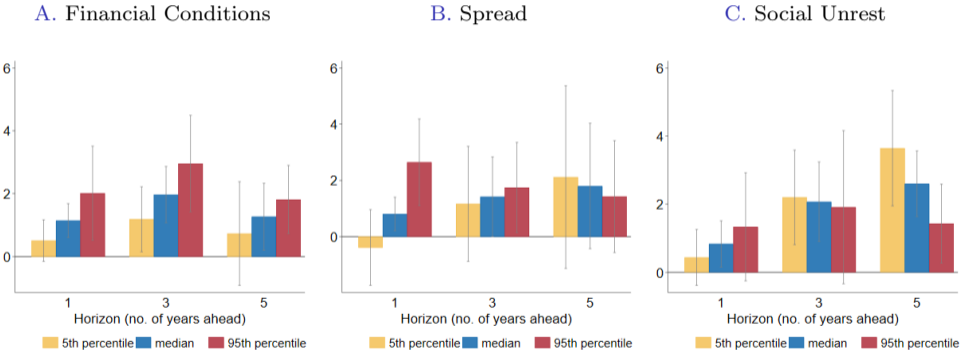 A. Financial Conditions
6
4
2
0
1 3 5
Horizon (no. of years ahead)
5th percentile median 95th percentile
B. Spread
6
4
2
0
1 3 5
Horizon (no. of years ahead)
5th percentile median 95th percentile
C. Social Unrest
6
4
2
0
1 3 5
Horizon (no. of years ahead)
5th percentile median 95th percentile